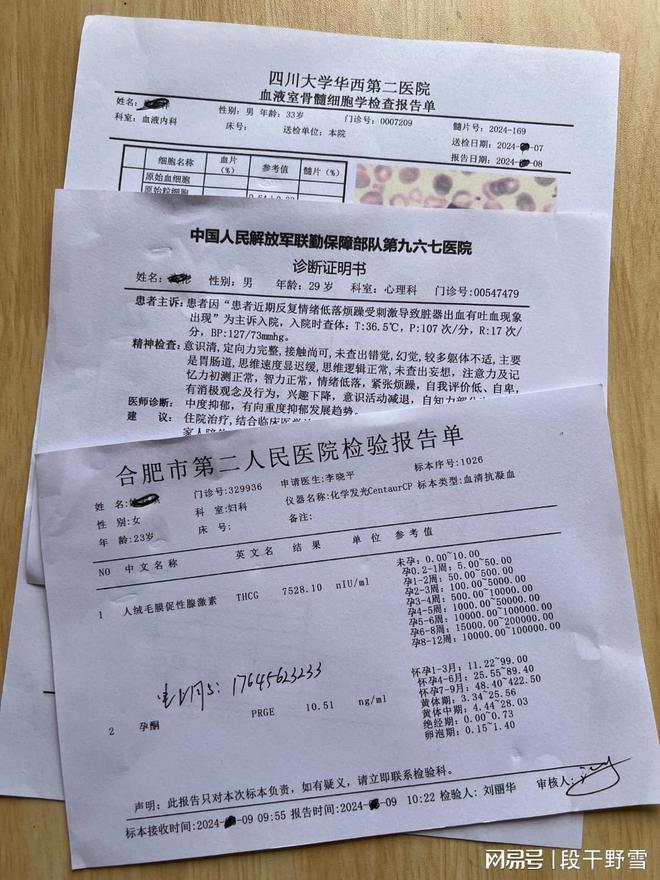 四川大学华西第二医院
血液室骨髓细胞学检查报告单
姓名: 性别: 男 年龄: 33岁 门诊号: 0007209 髓片号: 2024-169
科室: 血液内科 床号: 送检单位: 本院 送检日期: 2024- -07
报告日期: 2024- -08
细胞名称 血片(%) 参考值 髓片(%)
原始血细胞
原始粒细胞
中国人民解放军联勤保障部队第九六七医院
诊断证明书
姓名: 性别: 男 年龄: 29岁 科室: 心理科 门诊号: 00547479
患者主诉: 患者因“患者近期反复情绪低落烦躁受刺激导致脏器出血有吐血现象
出现”为主诉入院, 入院时查体: T:36.5℃, P:107 次/分, R:17 次/
分, BP:127/73mmhg。
精神检查: 意识清, 定向力完整, 接触尚可, 未查出错觉, 幻觉, 较多躯体不适, 主要
是胃肠道, 思维速度显迟缓, 思维逻辑正常, 未查出妄想, 注意力及记
忆力初测正常, 智力正常, 情绪低落, 紧张烦躁, 自我评价低、自卑,
有消极观念及行为, 兴趣下降, 意识活动减退, 自知力部分
医师诊断: 中度抑郁, 有向重度抑郁发展趋势。
建 议: 住院治疗, 结合临床医学
合肥市第二人民医院检验报告单
姓 门诊号: 329936 申请医生: 李晓平 标本序号: 1026
性 别: 女 科 室: 妇科 仪器名称: 化学发光CentaurCP 标本类型: 血清抗凝血
年 龄: 23岁 床 号: 备注:
NO 中文名称 英文名 结果 单位 参考值
未孕: 0.00~10.00
孕0.2-1周: 5.00~50.00
孕1-2周: 50.00~500.00
孕2-3周: 100.00~5000.00
孕3-4周: 500.00~10000.00
孕4-5周: 1000.00~50000.00
孕5-6周: 10000.00~100000.00
孕6-8周: 15000.00~200000.00
孕8-12周: 10000.00~100000.00
1 人绒毛膜促性腺激素 THCG 7528.10 nIU/ml
怀孕1-3月: 11.22~99.00
怀孕4-6月: 25.55~89.40
怀孕7-9月: 48.40~422.50
黄体期: 3.34~25.56
黄体中期: 4.44~28.03
绝经期: 0.00~0.73
卵泡期: 0.15~1.40
17645623233
2 孕酮 PRGE 10.51 ng/ml
声明: 此报告只对本次标本负责, 如有疑义, 请立即联系检验科。
标本接收时间: 2024- -09 09:55 报告时间: 2024- -09 10:22 检验人: 刘丽华 审核人:
网易号 | 段干野雪